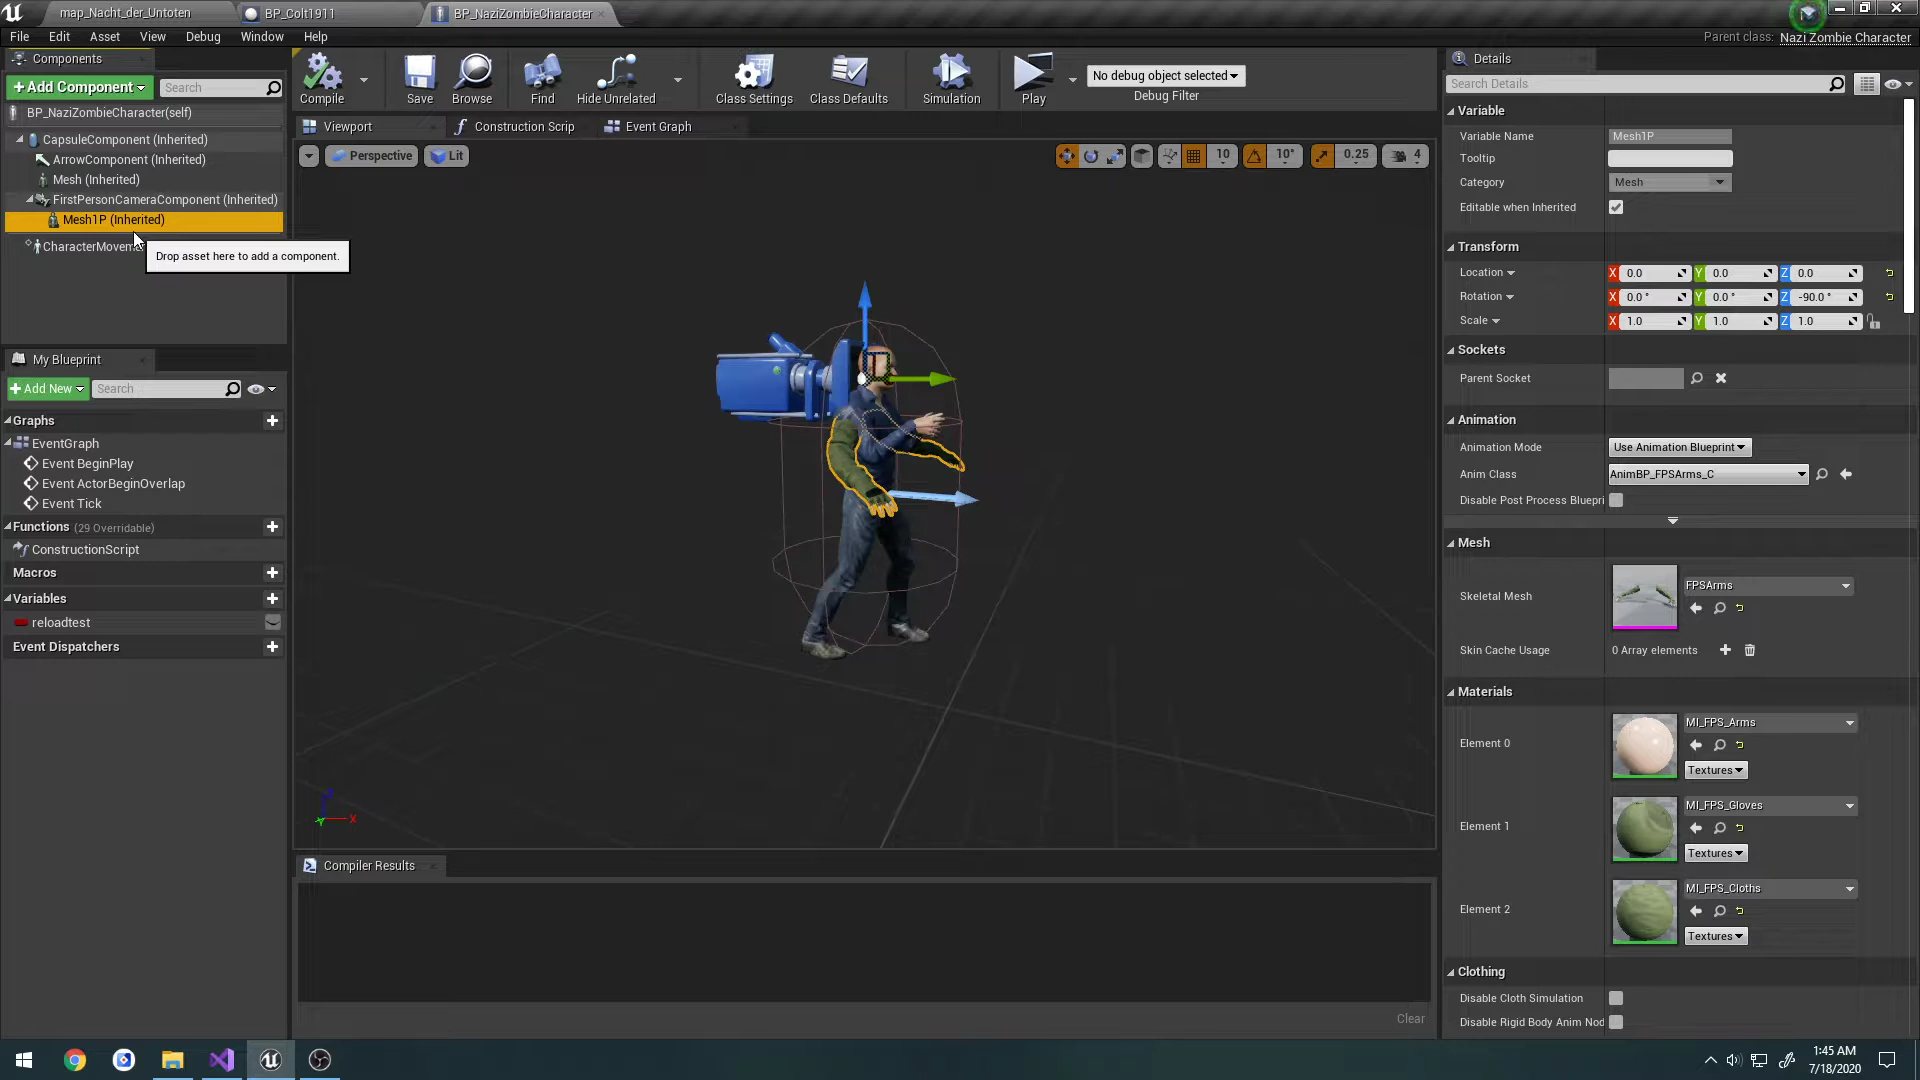 map_Nacht_der_Untoten
BP_Colt1911
BP_NaziZombieCharacter
File Edit Asset View Debug Window Help
Parent class: Nazi Zombie Character
Components
+ Add Component
Search
BP_NaziZombieCharacter(self)
CapsuleComponent (Inherited)
ArrowComponent (Inherited)
Mesh (Inherited)
FirstPersonCameraComponent (Inherited)
Mesh1P (Inherited)
Drop asset here to add a component.
My Blueprint
+ Add New
Search
Graphs
EventGraph
Event BeginPlay
Event ActorBeginOverlap
Event Tick
Functions (29 Overridable)
ConstructionScript
Macros
Variables
reloadtest
Event Dispatchers
Compile
Save
Browse
Find
Hide Unrelated
Class Settings
Class Defaults
Simulation
Play
No debug object selected
Debug Filter
Viewport
Construction Scrip
Event Graph
Perspective
Lit
10
10°
0.25
4
X
Compiler Results
Clear
Details
Search Details
Variable
Variable Name Mesh1P
Tooltip
Category Mesh
Editable when Inherited
Transform
Location X 0.0 Y 0.0 Z 0.0
Rotation X 0.0 ° Y 0.0 ° Z -90.0 °
Scale X 1.0 Y 1.0 Z 1.0
Sockets
Parent Socket
Animation
Animation Mode Use Animation Blueprint
Anim Class AnimBP_FPSArms_C
Disable Post Process Bluepri
Mesh
Skeletal Mesh FPSArms
Skin Cache Usage 0 Array elements
Materials
Element 0 MI_FPS_Arms
Textures
Element 1 MI_FPS_Gloves
Textures
Element 2 MI_FPS_Cloths
Textures
Clothing
Disable Cloth Simulation
Disable Rigid Body Anim Nod
1:45 AM
7/18/2020